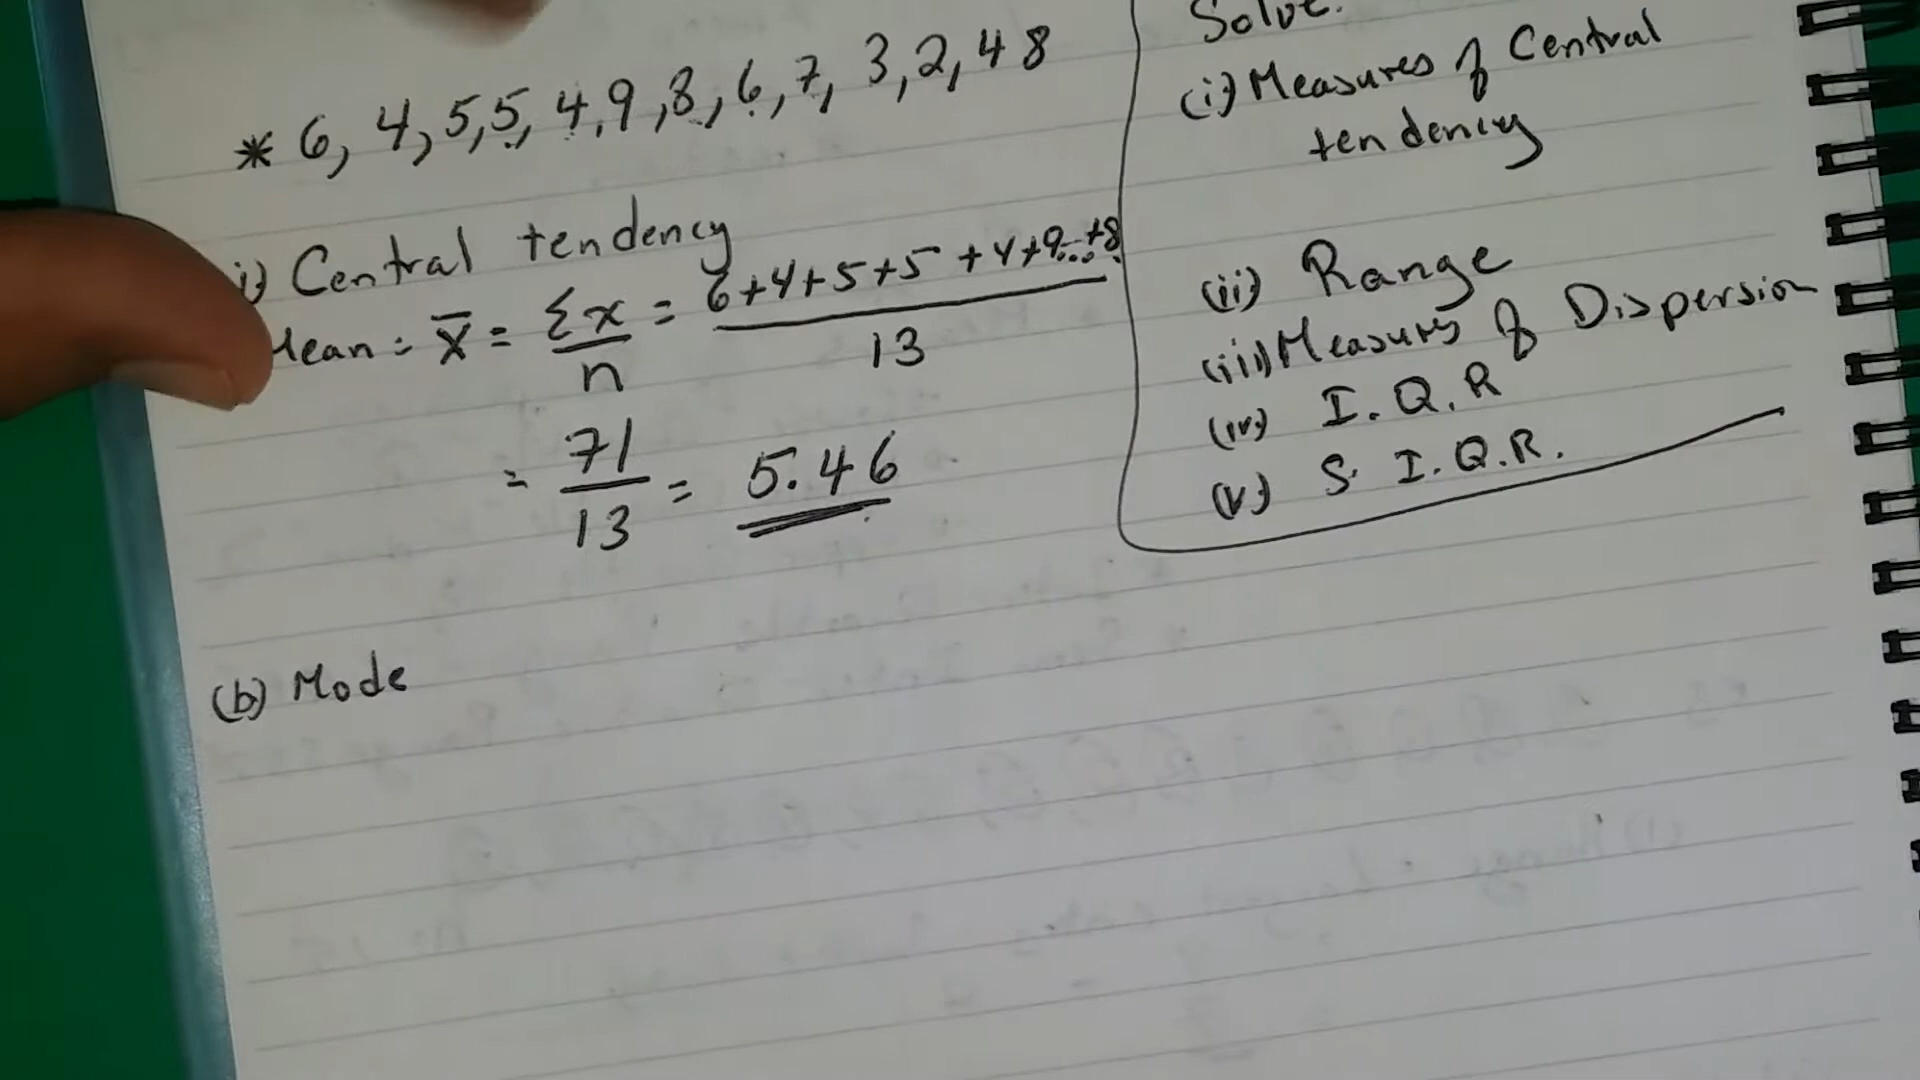 * 6, 4, 5,5, 4,9,8,6,7, 3,2,4 8
i) Central tendency
Mean = x̄ = Σx/n = 6+4+5+5+4+9...+8/13
= 71/13 = 5.46
(b) Mode
Solve.
(i) Measures of Central
tendency
(ii) Range
(iii) Measures of Dispersion
(iv) I.Q.R
(v) S. I.Q.R.